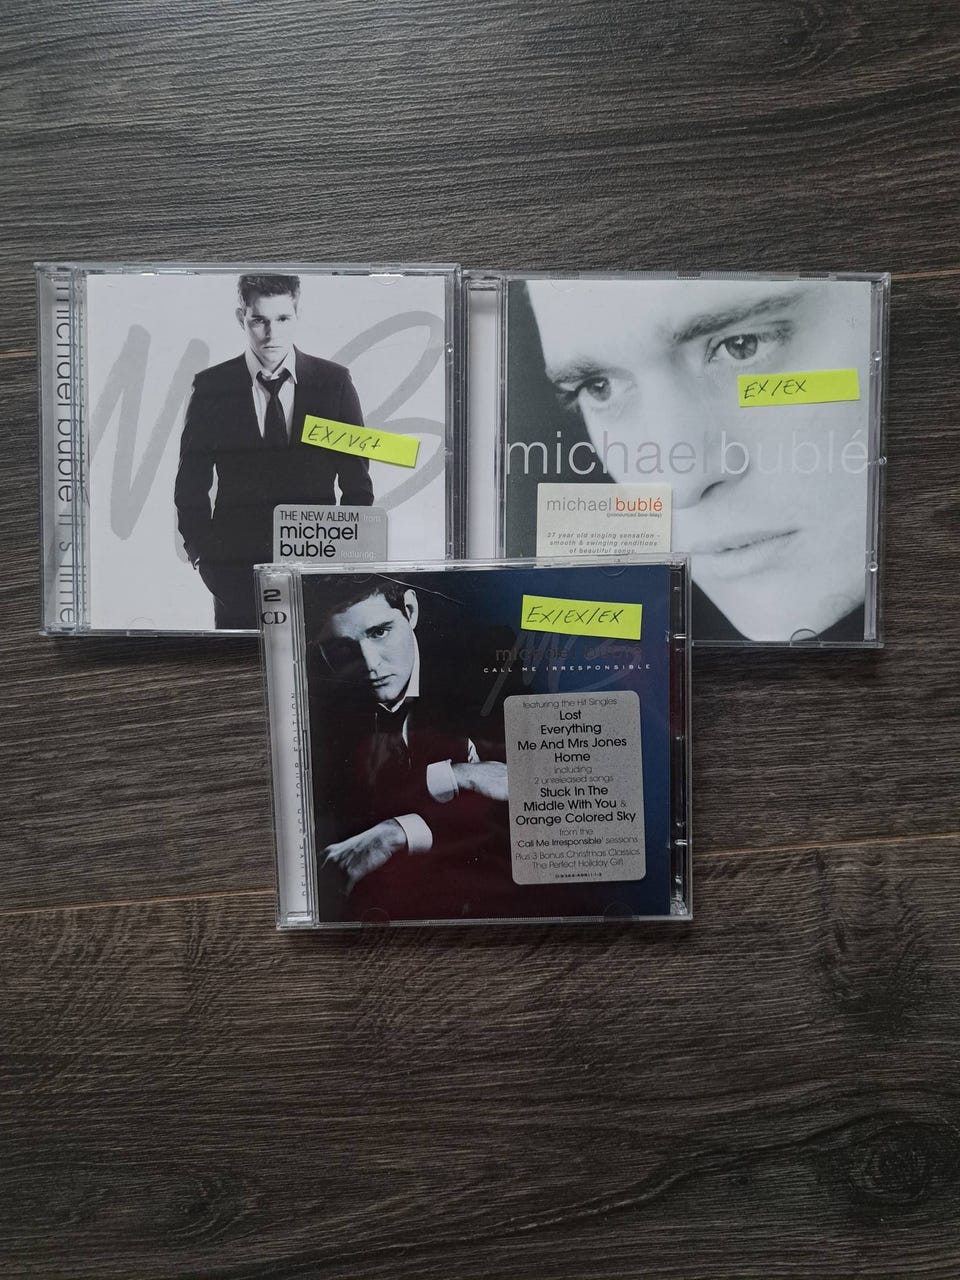 michael bublé it's time
EX/VG+
THE NEW ALBUM from
michael
bublé
featuring:
EX/EX
michael bublé
michael bublé
(pronounced boo-blay)
27 year old singing sensation -
smooth & swinging renditions
of beautiful songs.
2
CD
DELUXE 2CD TOUR EDITION
EX/EX/EX
michael bublé
CALL ME IRRESPONSIBLE
featuring the Hit Singles
Lost
Everything
Me And Mrs Jones
Home
including
2 unreleased songs
Stuck In The
Middle With You &
Orange Colored Sky
from the
'Call Me Irresponsible' sessions
Plus 3 Bonus Christmas Classics
The Perfect Holiday Gift